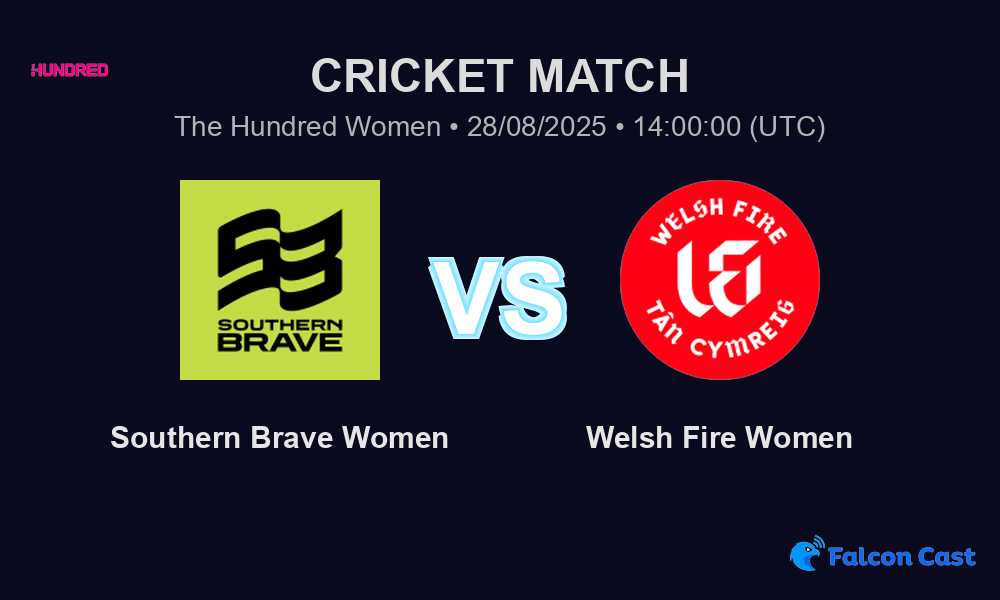 HUNDRED
CRICKET MATCH
The Hundred Women • 28/08/2025 • 14:00:00 (UTC)
SB
SOUTHERN
BRAVE
VS
WELSH FIRE
TÂN CYMREIG
Southern Brave Women
Welsh Fire Women
Falcon Cast